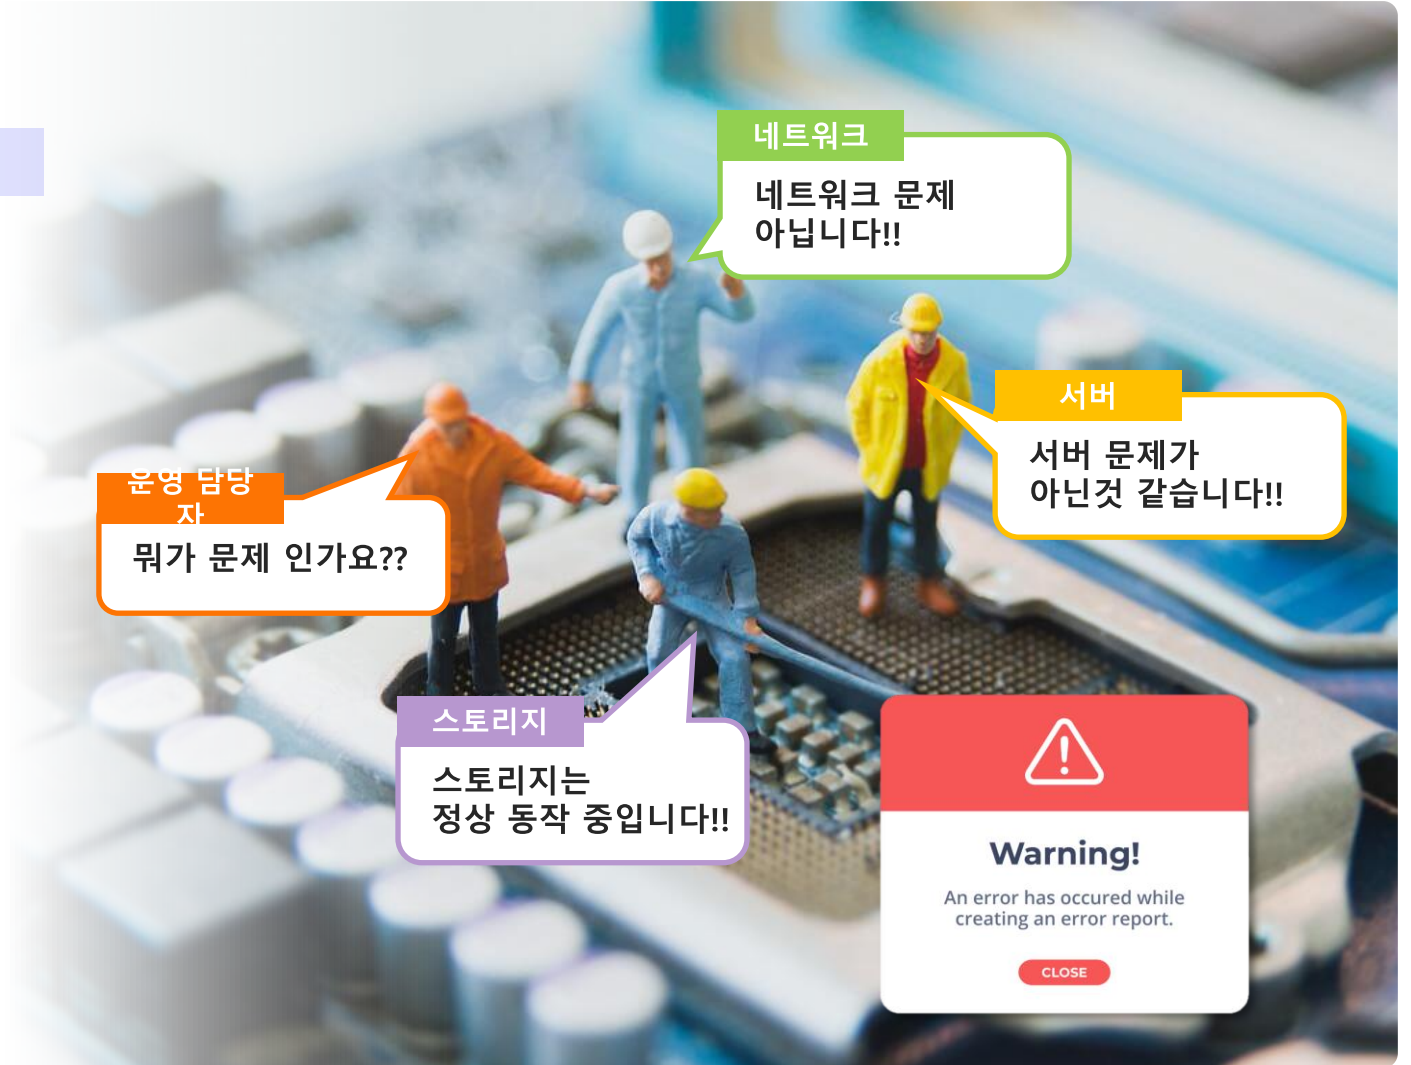 네트워크
네트워크 문제
아닙니다!!
서버
서버 문제가
아닌것 같습니다!!
운영 담당
자
뭐가 문제 인가요??
스토리지
스토리지는
정상 동작 중입니다!!
Warning!
An error has occured while
creating an error report.
CLOSE